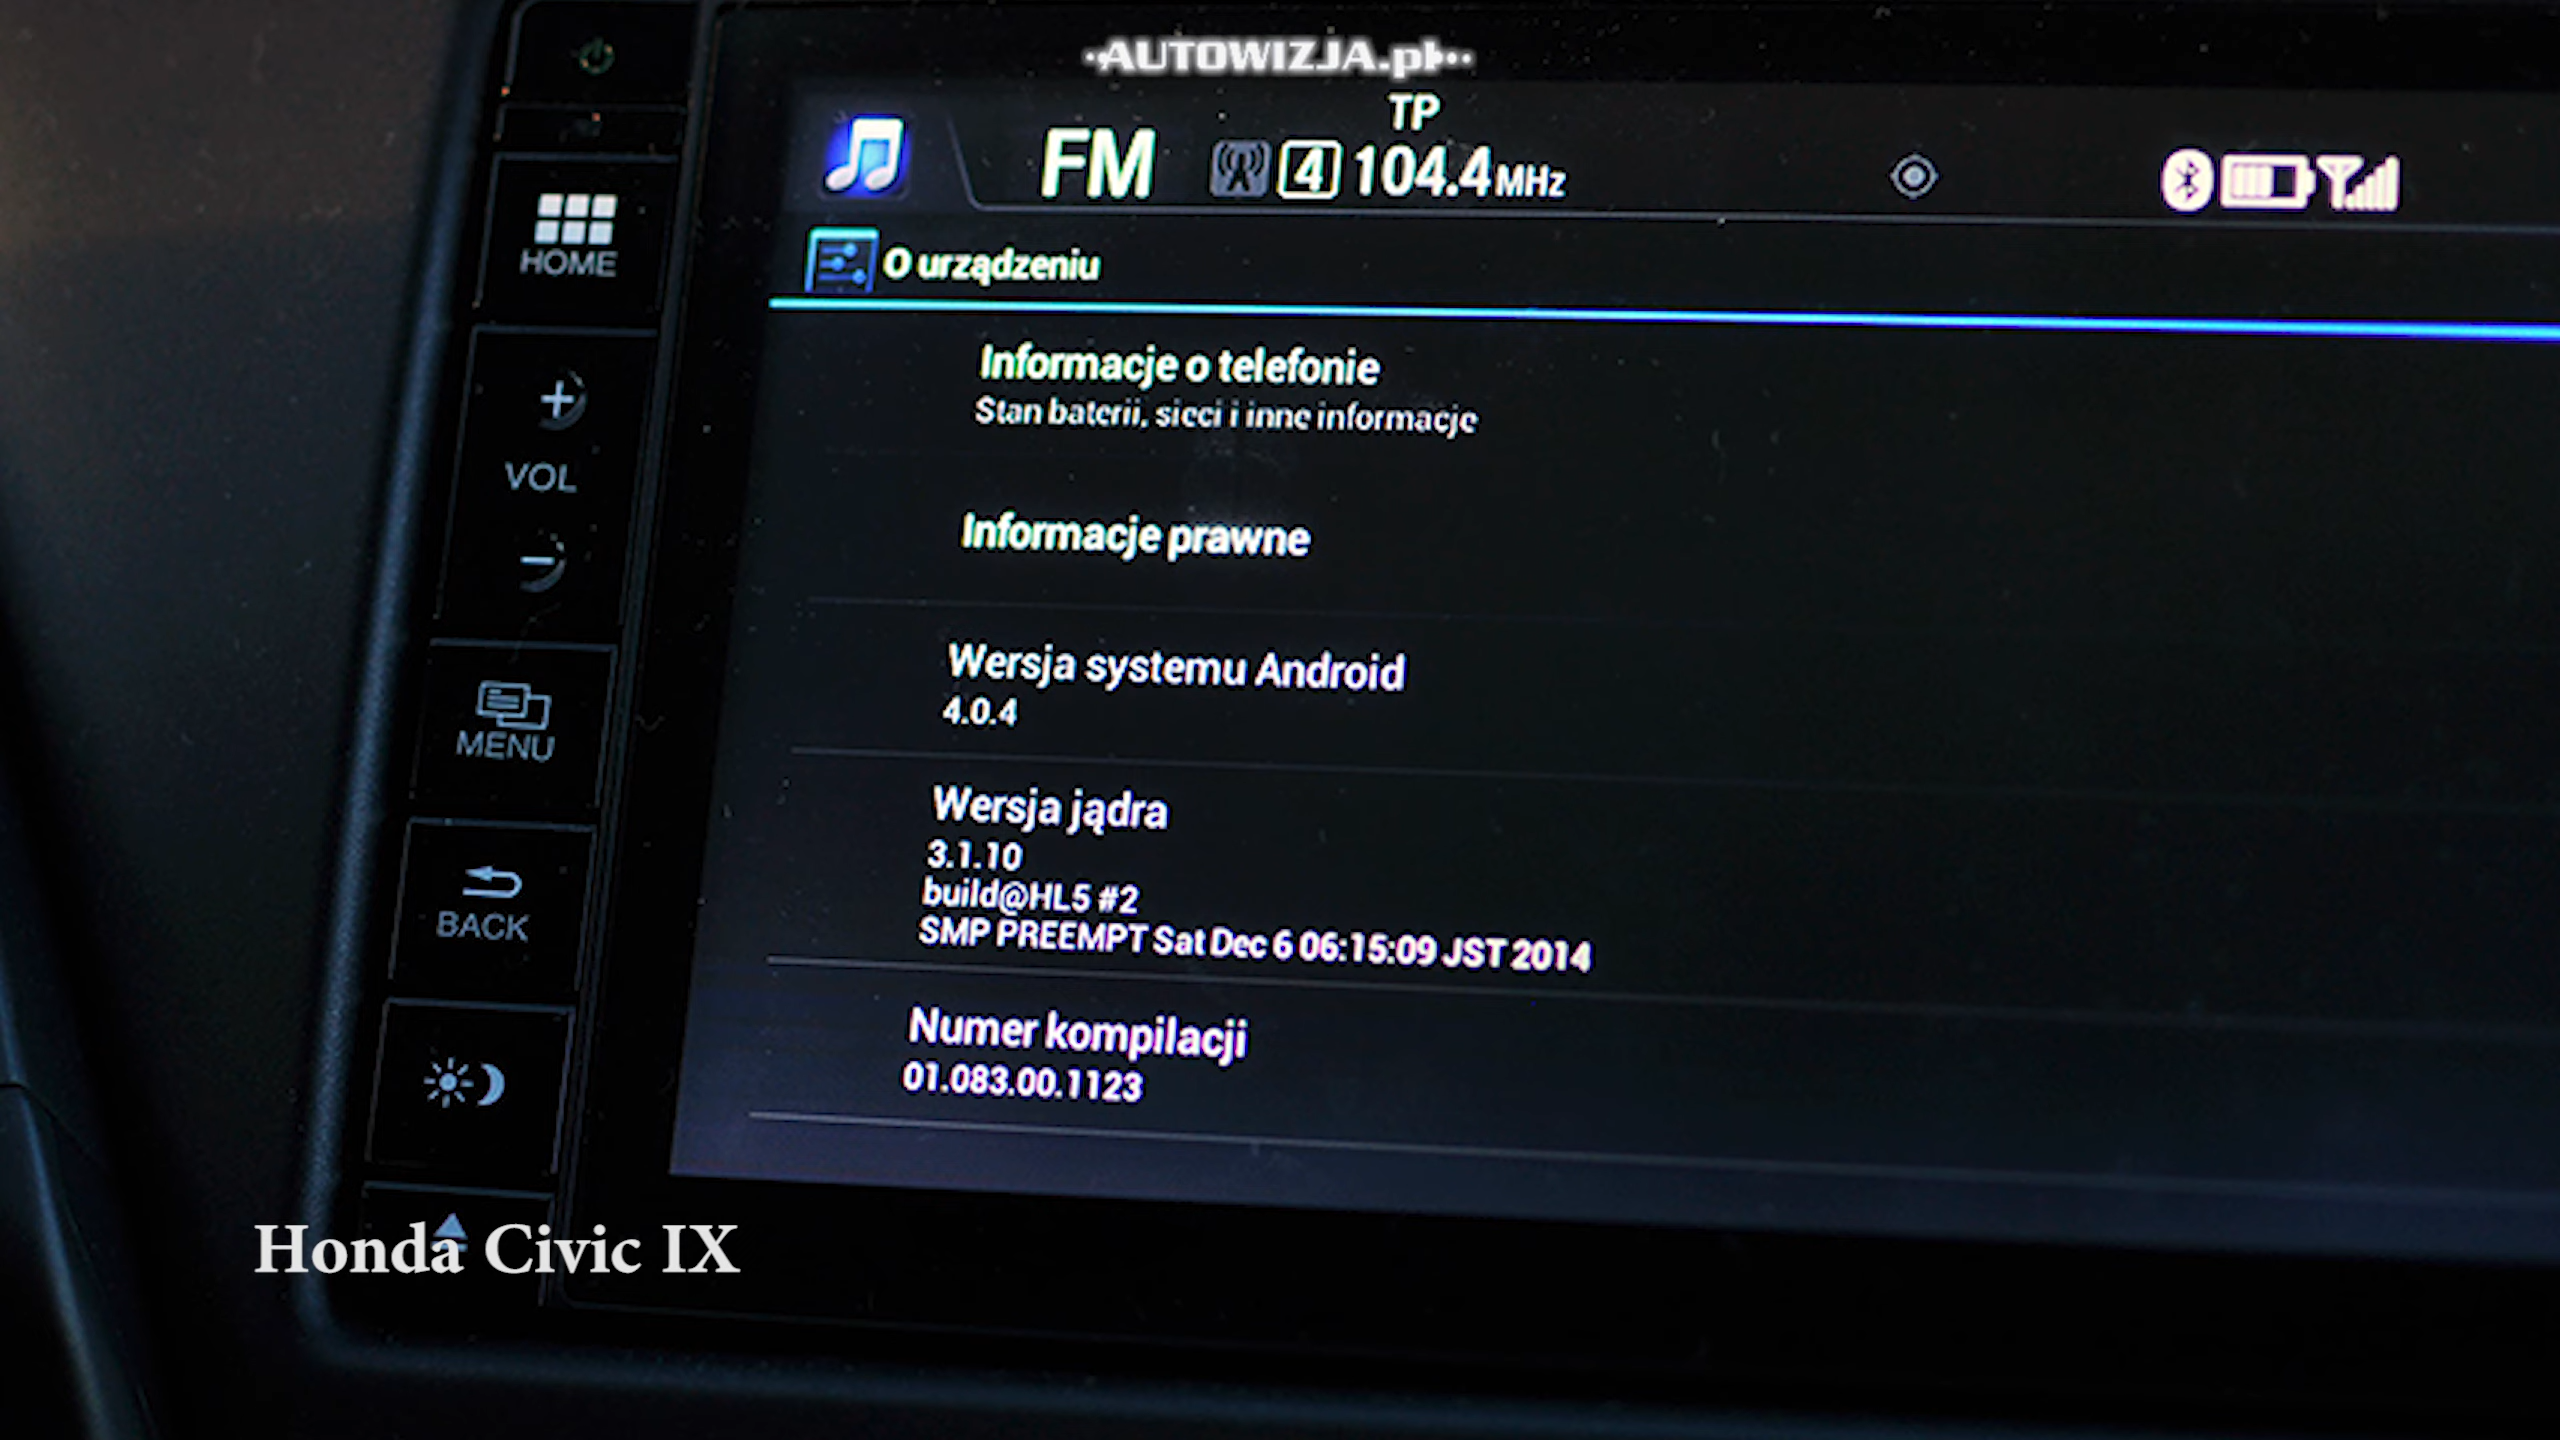 AUTOWIZJA.pl
TP
FM 4 104.4 MHz
O urządzeniu
HOME
Informacje o telefonie
Stan baterii, sieci i inne informacje
VOL
Informacje prawne
Wersja systemu Android
4.0.4
MENU
Wersja jądra
3.1.10
build@HL5 #2
SMP PREEMPT Sat Dec 6 06:15:09 JST 2014
BACK
Numer kompilacji
01.083.00.1123
Honda Civic IX